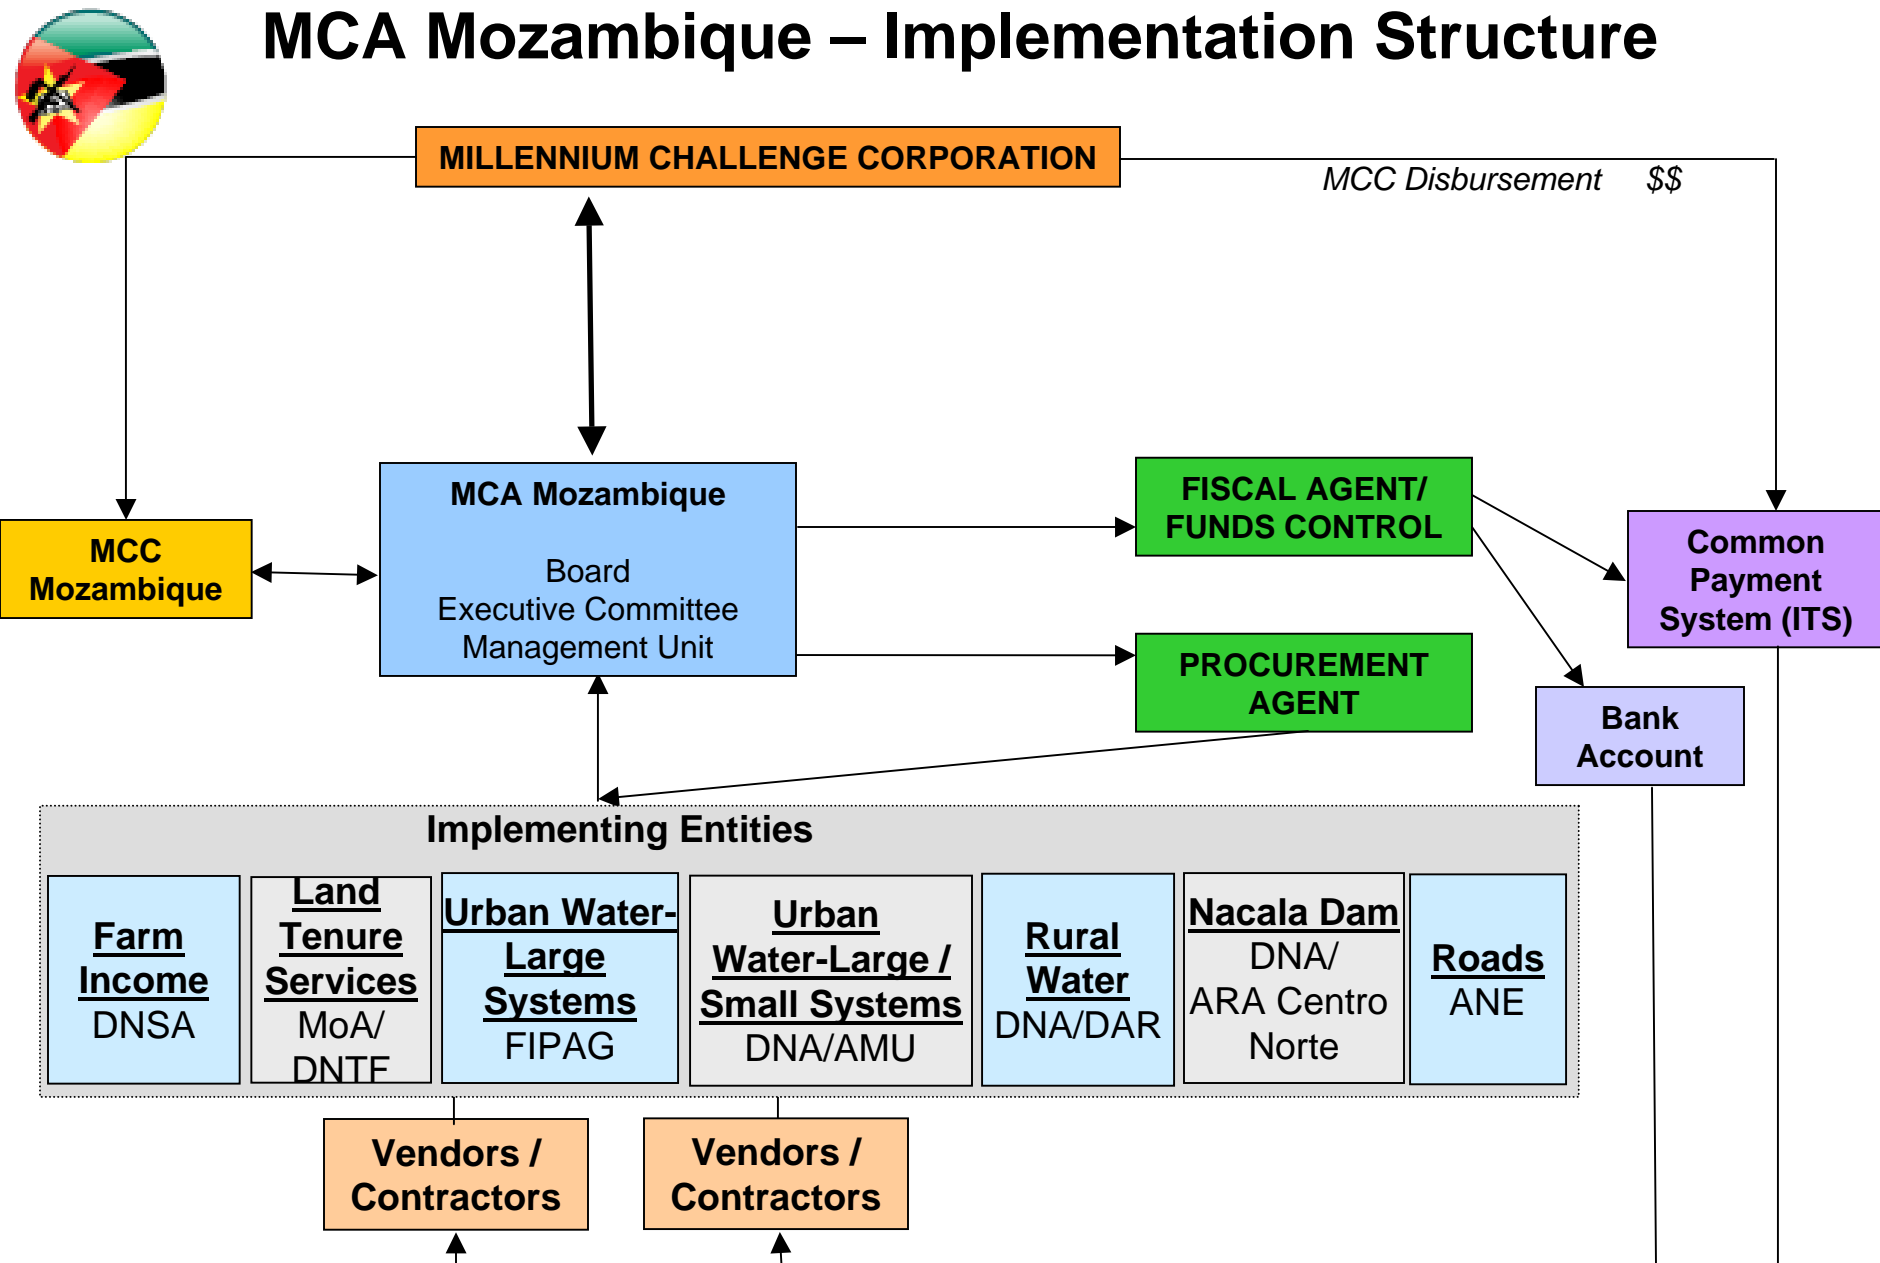 MCA Mozambique – Implementation Structure
MILLENNIUM CHALLENGE CORPORATION
MCC Disbursement $$
MCC
Mozambique
MCA Mozambique
Board
Executive Committee
Management Unit
FISCAL AGENT/
FUNDS CONTROL
Common
Payment
System (ITS)
PROCUREMENT
AGENT
Bank
Account
Implementing Entities
Farm
Income
DNSA
Land
Tenure
Services
MoA/
DNTF
Urban Water-
Large
Systems
FIPAG
Urban
Water-Large /
Small Systems
DNA/AMU
Rural
Water
DNA/DAR
Nacala Dam
DNA/
ARA Centro
Norte
Roads
ANE
Vendors /
Contractors
Vendors /
Contractors